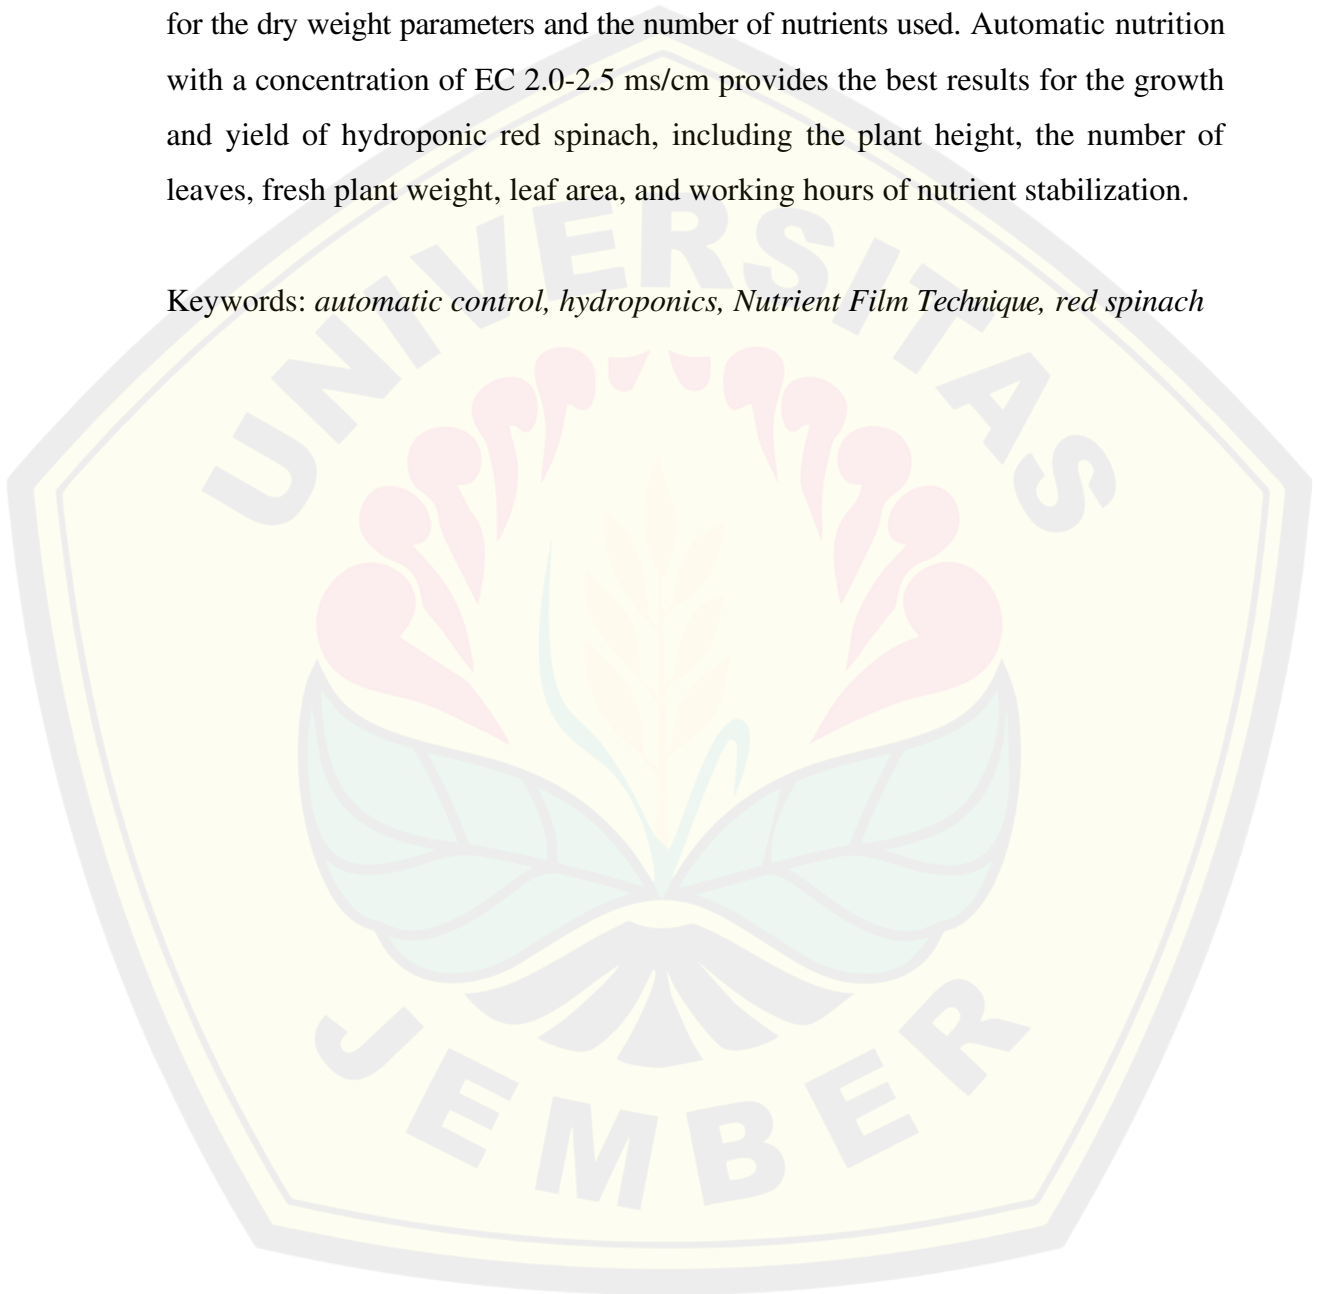 for the dry weight parameters and the number of nutrients used. Automatic nutrition
with a concentration of EC 2.0-2.5 ms/cm provides the best results for the growth
and yield of hydroponic red spinach, including the plant height, the number of
leaves, fresh plant weight, leaf area, and working hours of nutrient stabilization.
Keywords: automatic control, hydroponics, Nutrient Film Technique, red spinach
UNIVERSITAS
JEMBER